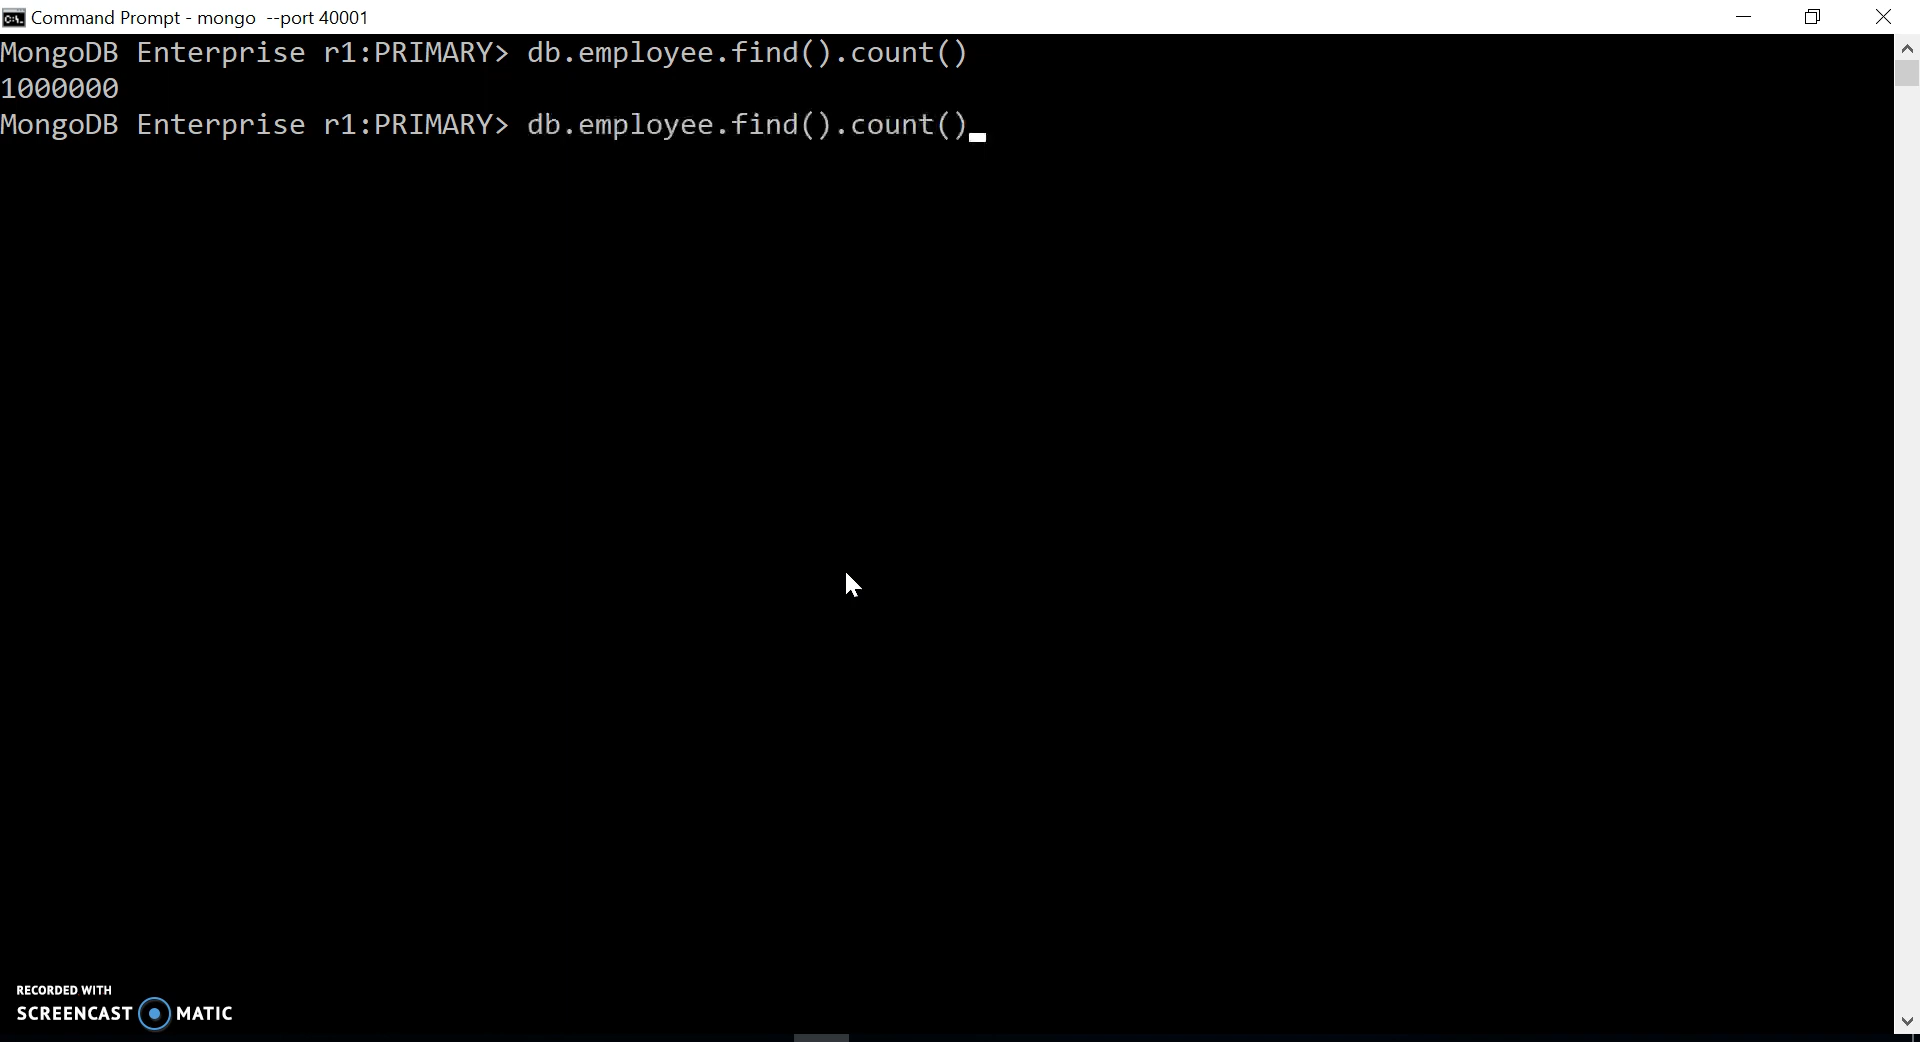 Command Prompt - mongo  --port 40001
MongoDB Enterprise r1:PRIMARY> db.employee.find().count()
1000000
MongoDB Enterprise r1:PRIMARY> db.employee.find().count()
RECORDED WITH
SCREENCAST MATIC